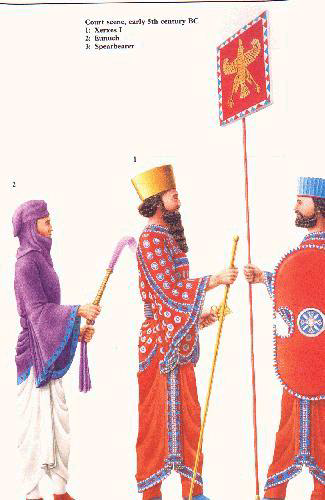 Court scene, early 5th century BC
1: Xerxes I
2: Eunuch
3: Spearbearer
1
2